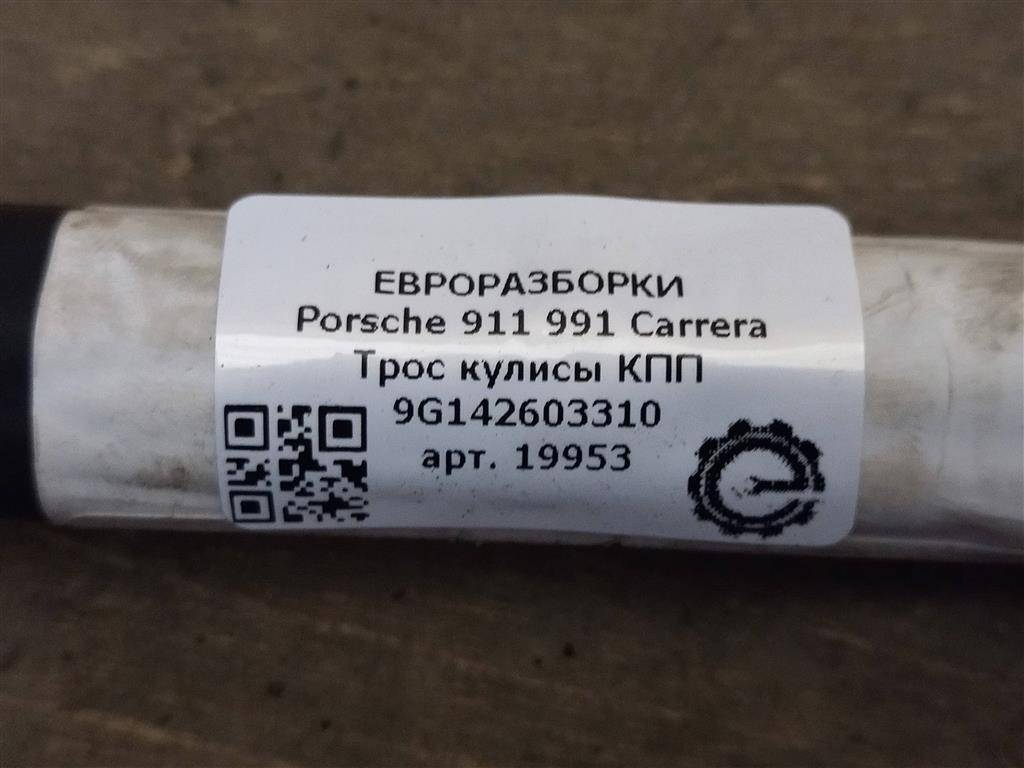 ЕВРОРАЗБОРКИ
Porsche 911 991 Carrera
Трос кулисы КПП
9G142603310
арт. 19953